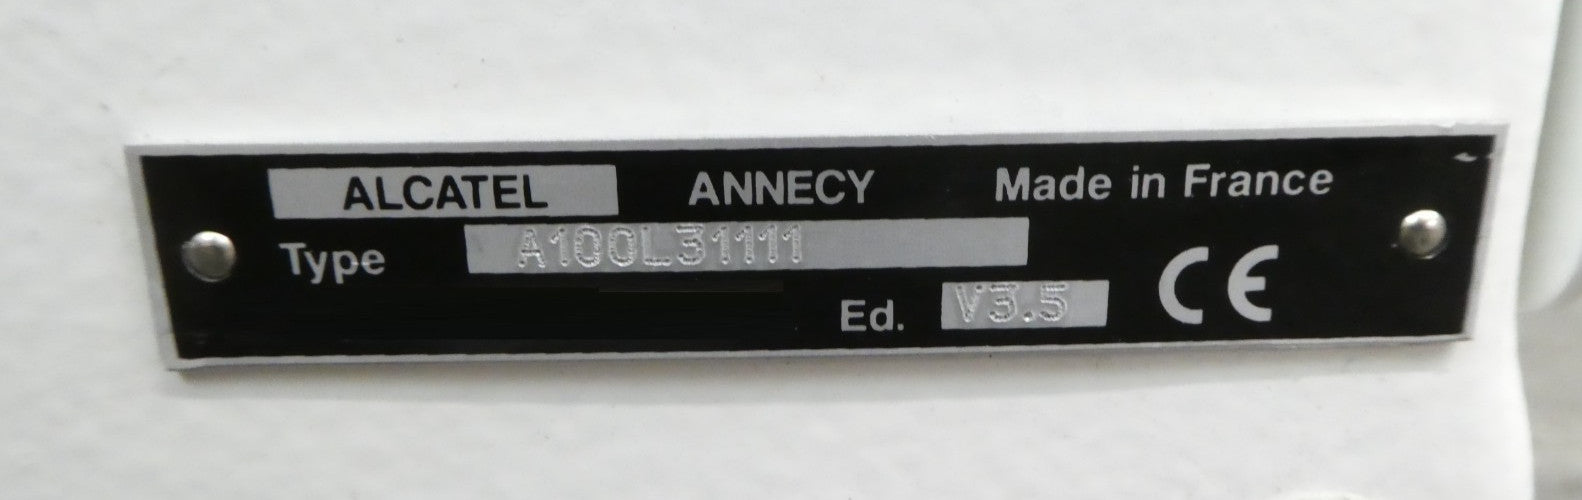 ALCATEL ANNECY Made in France
Type A100L31111
Ed. V3.5 CE